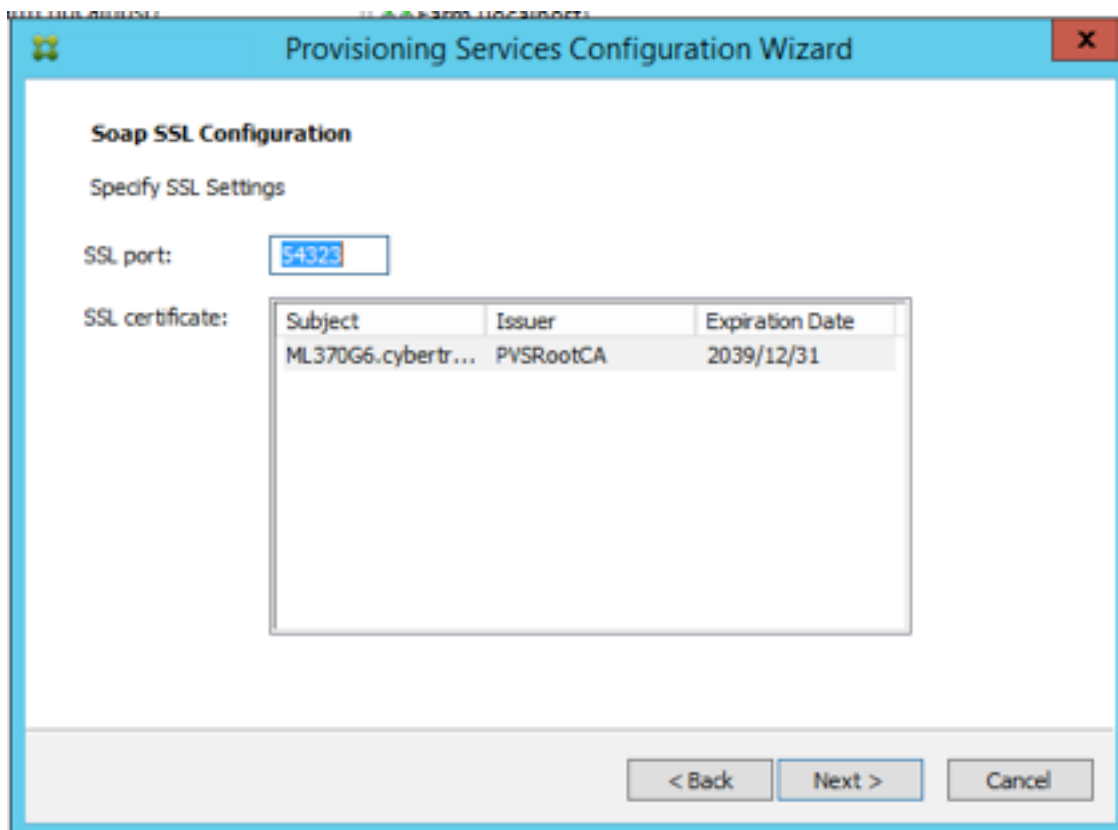 Provisioning Services Configuration Wizard
X
Soap SSL Configuration
Specify SSL Settings
SSL port: 54323
SSL certificate:
Subject Issuer Expiration Date
ML370G6.cybertr... PVSRootCA 2039/12/31
< Back Next > Cancel